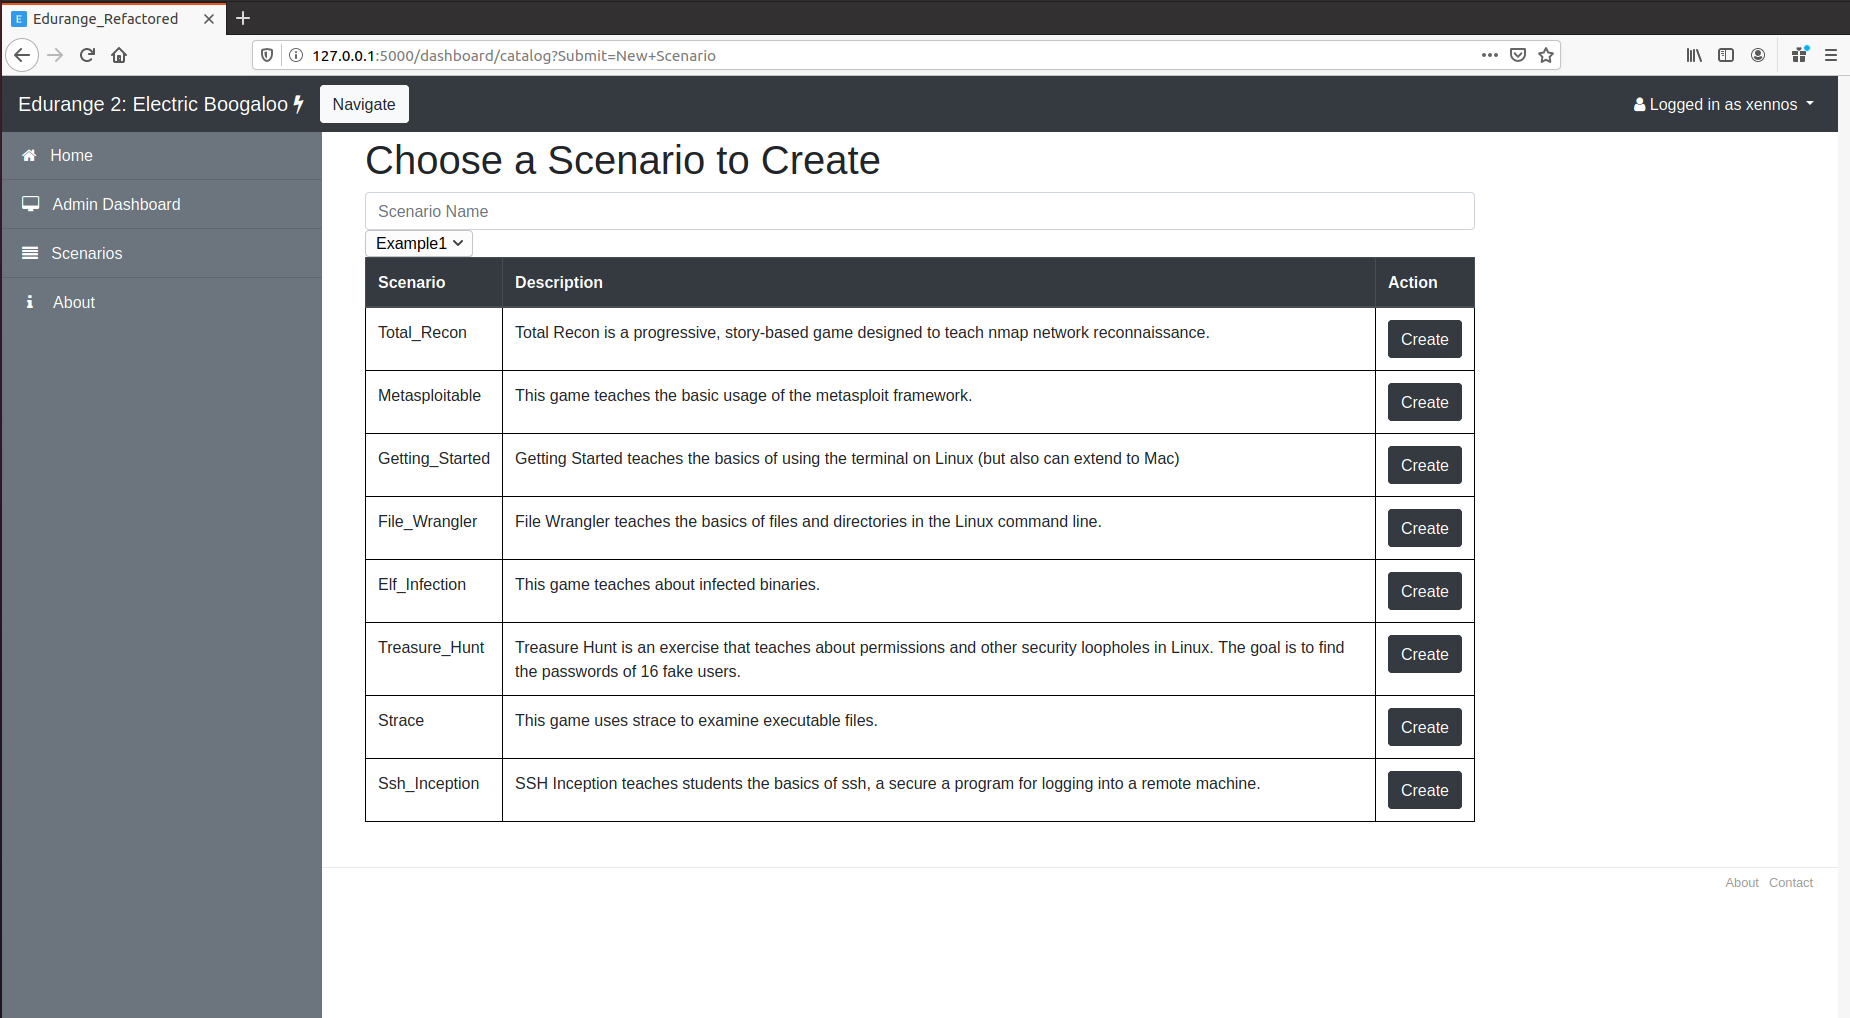 Edurange_Refactored
127.0.0.1:5000/dashboard/catalog?Submit=New+Scenario
Edurange 2: Electric Boogaloo
Navigate
Logged in as xennos
Home
Admin Dashboard
Scenarios
About
Choose a Scenario to Create
Scenario Name
Example1
Scenario Description Action
Total_Recon Total Recon is a progressive, story-based game designed to teach nmap network reconnaissance. Create
Metasploitable This game teaches the basic usage of the metasploit framework. Create
Getting_Started Getting Started teaches the basics of using the terminal on Linux (but also can extend to Mac) Create
File_Wrangler File Wrangler teaches the basics of files and directories in the Linux command line. Create
Elf_Infection This game teaches about infected binaries. Create
Treasure_Hunt Treasure Hunt is an exercise that teaches about permissions and other security loopholes in Linux. The goal is to find Create
the passwords of 16 fake users.
Strace This game uses strace to examine executable files. Create
Ssh_Inception SSH Inception teaches students the basics of ssh, a secure a program for logging into a remote machine. Create
About Contact